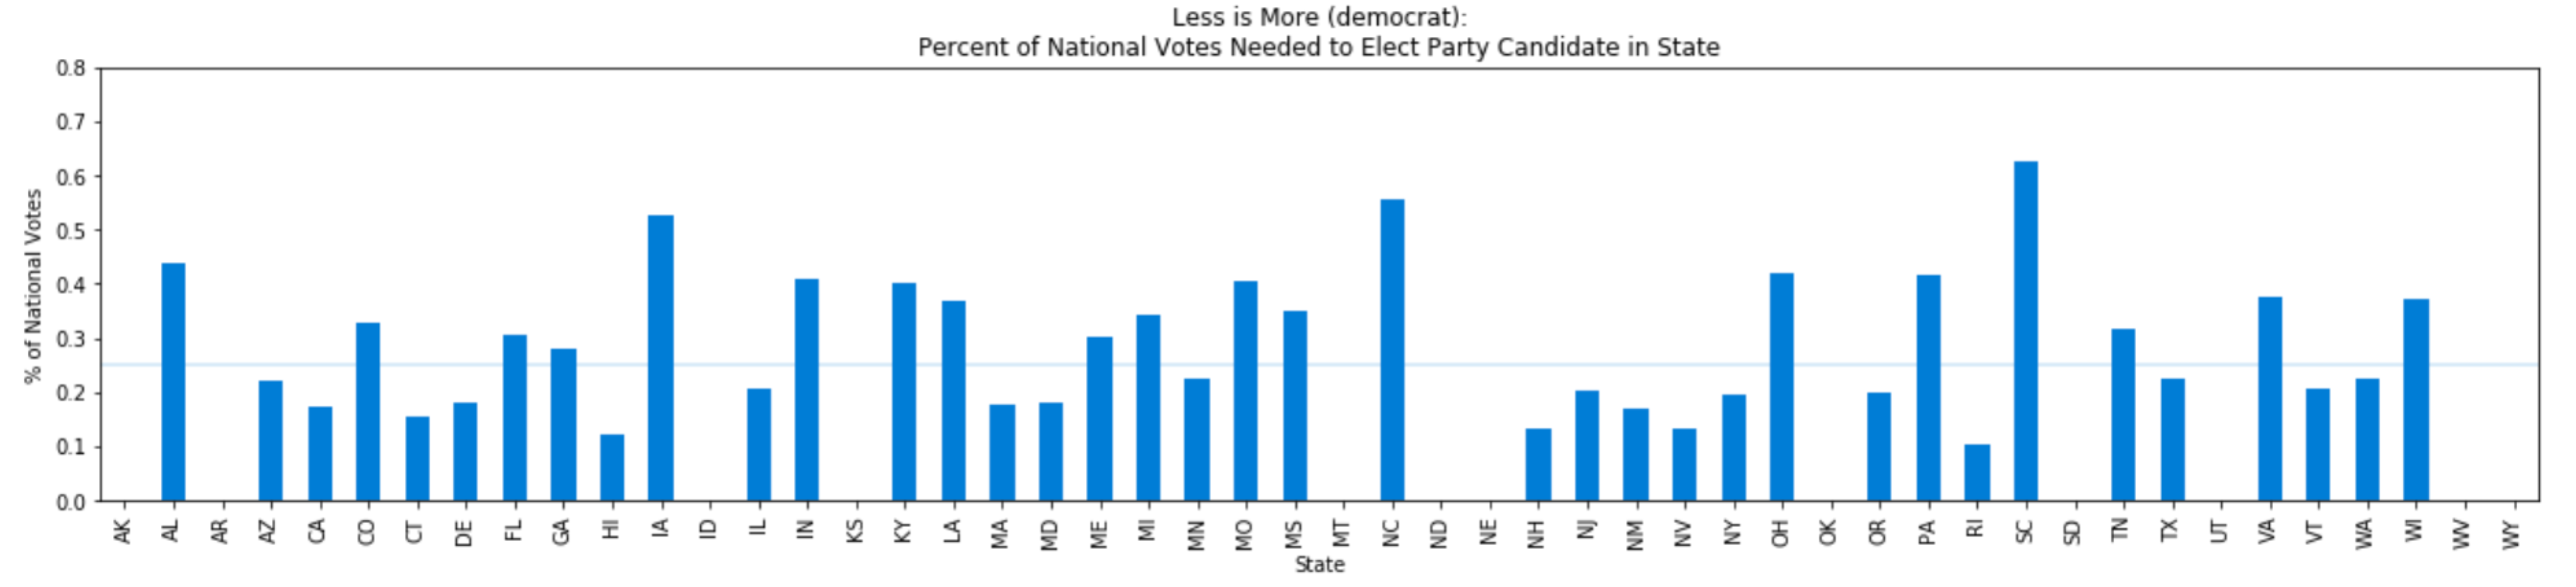 Less is More (democrat):
Percent of National Votes Needed to Elect Party Candidate in State
% of National Votes
0.8
0.7
0.6
0.5
0.4
0.3
0.2
0.1
0.0
AK AL AR AZ CA CO CT DE FL GA HI IA ID IL IN KS KY LA MA MD ME MI MN MO MS MT NC ND NE NH NJ NM NV NY OH OK OR PA RI SC SD TN TX UT VA VT WA WI WV WY
State